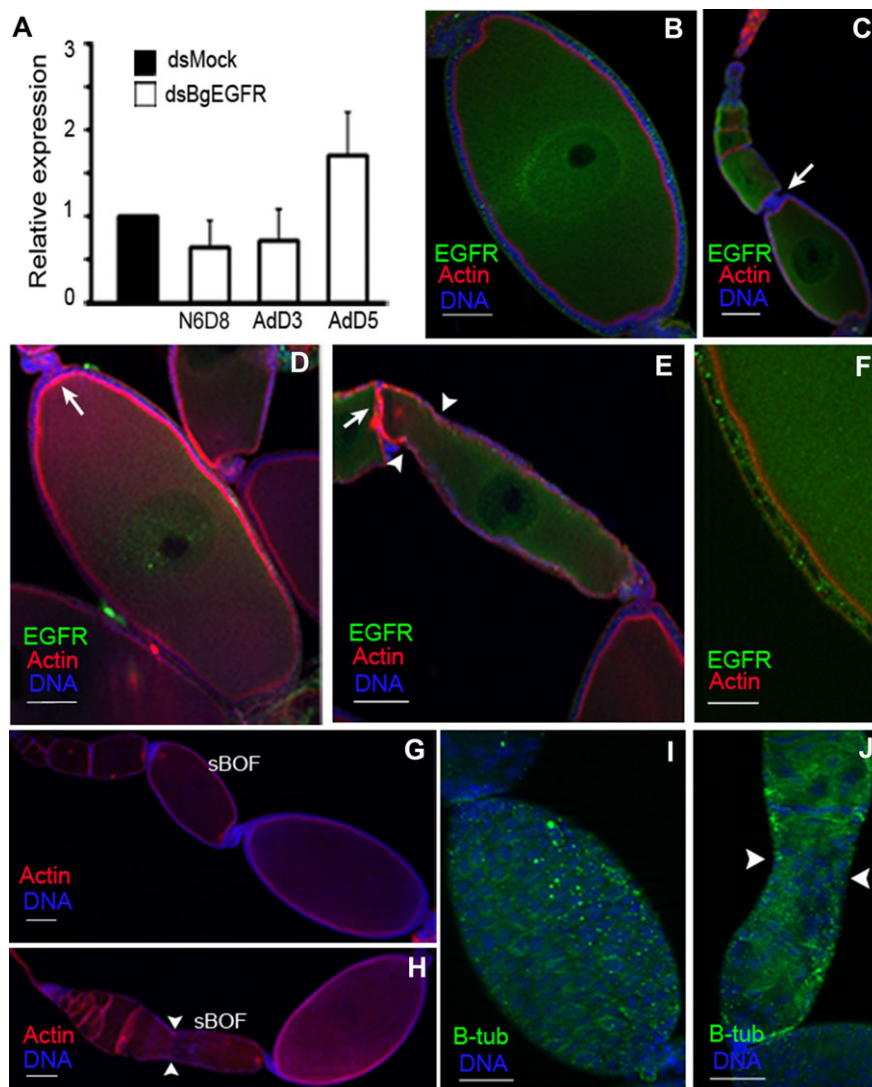 A
Relative expression
3
2
1
0
dsMock
dsBgEGFR
N6D8
AdD3
AdD5
B
EGFR
Actin
DNA
C
EGFR
Actin
DNA
D
EGFR
Actin
DNA
E
EGFR
Actin
DNA
F
EGFR
Actin
G
sBOF
Actin
DNA
H
sBOF
Actin
DNA
I
B-tub
DNA
J
B-tub
DNA